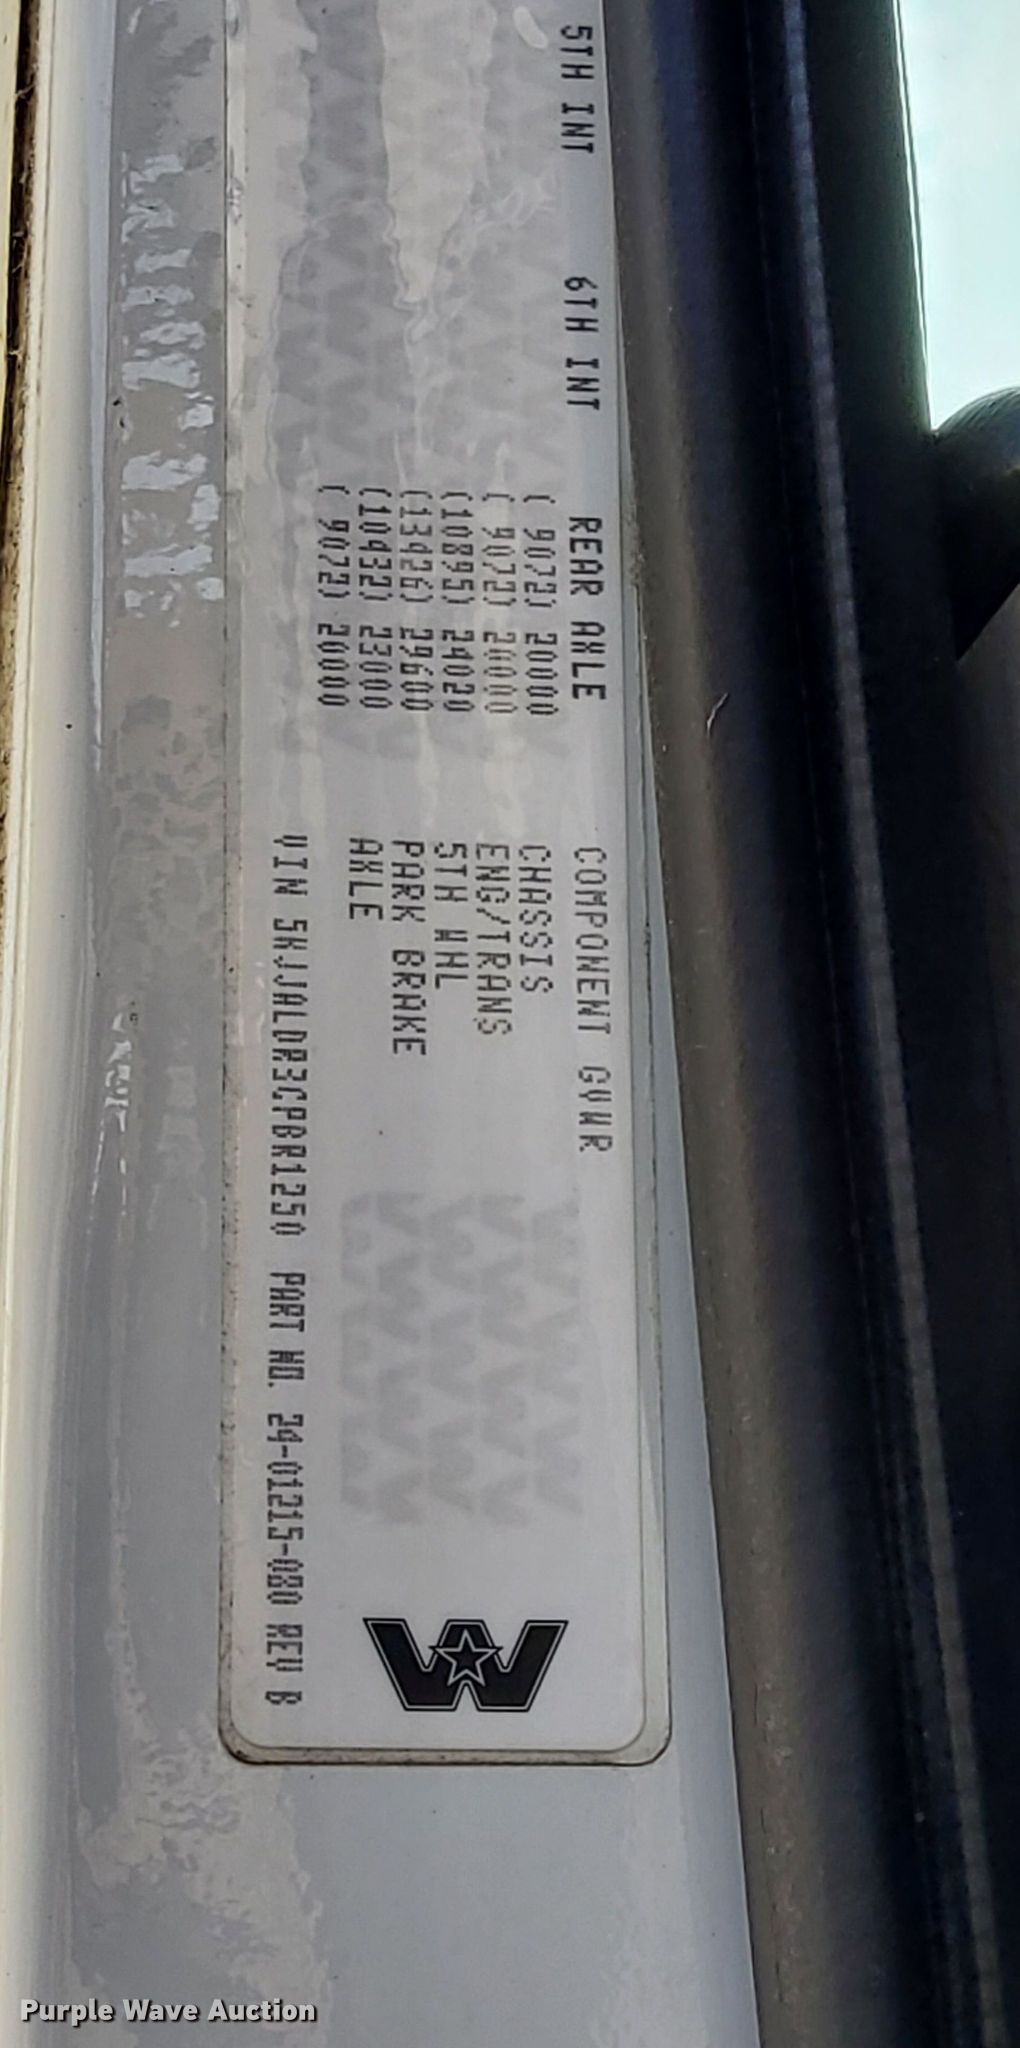 5TH INT 6TH INT REAR AXLE COMPONENT GVWR
( 9072) 20000 CHASSIS
( 9072) 20000 ENG/TRANS
(10895) 24020 5TH WHL
(13426) 29600 PARK BRAKE
(10432) 23000 AXLE
( 9072) 20000
VIN 5KJJALDR3CPBR1250 PART NO. 24-01215-080 REV B
W
Purple Wave Auction